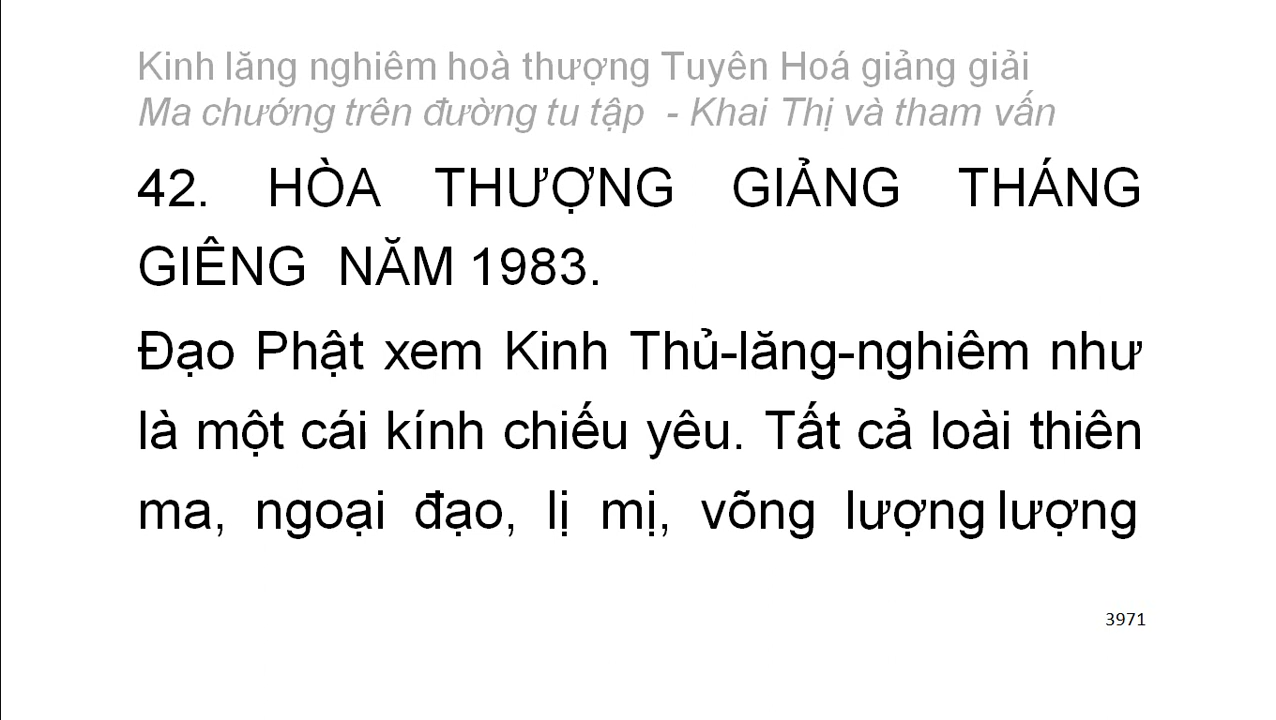 Kinh lăng nghiêm hoà thượng Tuyên Hoá giảng giải
Ma chướng trên đường tu tập - Khai Thị và tham vấn
42. HÒA THƯỢNG GIẢNG THÁNG
GIÊNG NĂM 1983.
Đạo Phật xem Kinh Thủ-lăng-nghiêm như
là một cái kính chiếu yêu. Tất cả loài thiên
ma, ngoại đạo, lị mị, võng lượng lượng
3971